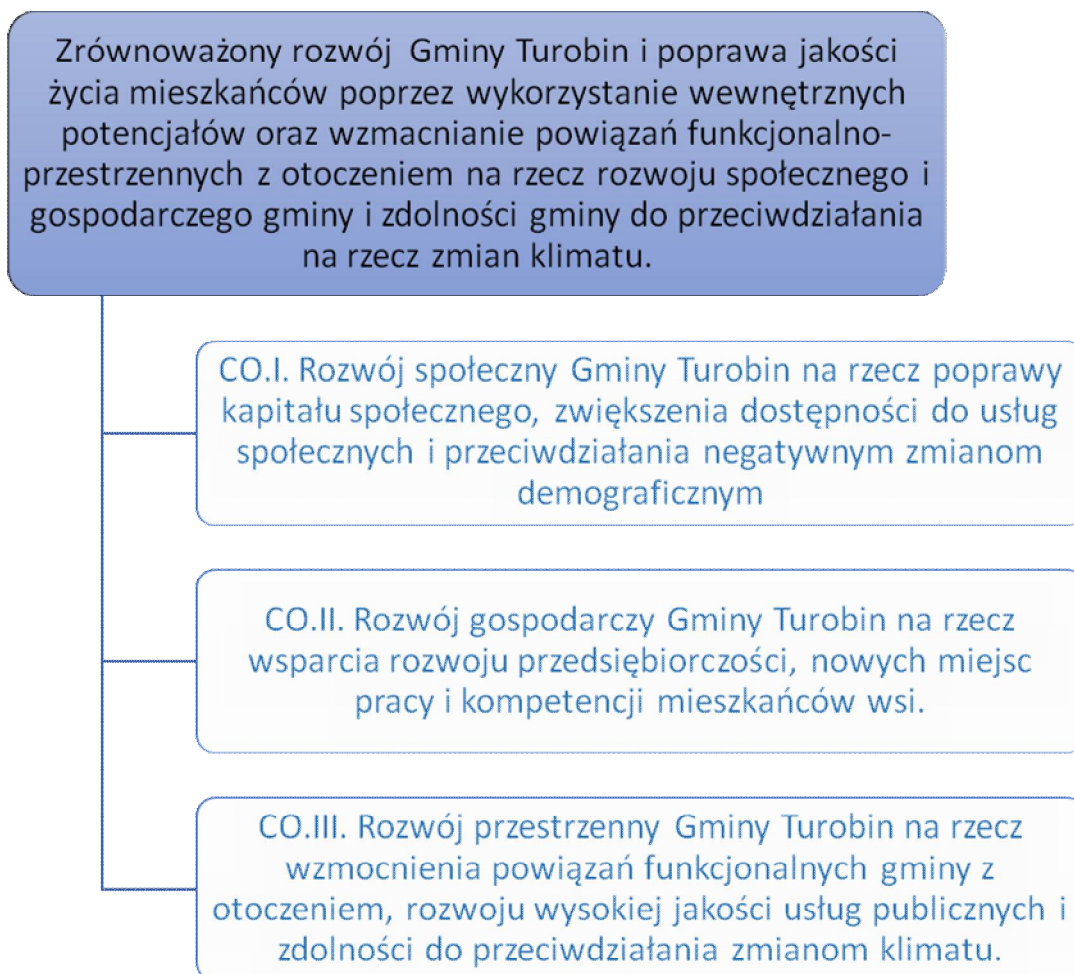 Zrównoważony rozwój Gminy Turobin i poprawa jakości
życia mieszkańców poprzez wykorzystanie wewnętrznych
potencjałów oraz wzmacnianie powiązań funkcjonalno-
przestrzennych z otoczeniem na rzecz rozwoju społecznego i
gospodarczego gminy i zdolności gminy do przeciwdziałania
na rzecz zmian klimatu.
CO.I. Rozwój społeczny Gminy Turobin na rzecz poprawy
kapitału społecznego, zwiększenia dostępności do usług
społecznych i przeciwdziałania negatywnym zmianom
demograficznym
CO.II. Rozwój gospodarczy Gminy Turobin na rzecz
wsparcia rozwoju przedsiębiorczości, nowych miejsc
pracy i kompetencji mieszkańców wsi.
CO.III. Rozwój przestrzenny Gminy Turobin na rzecz
wzmocnienia powiązań funkcjonalnych gminy z
otoczeniem, rozwoju wysokiej jakości usług publicznych i
zdolności do przeciwdziałania zmianom klimatu.